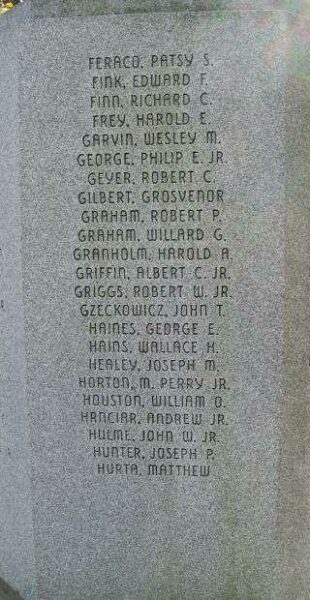 FERACO, PATSY S.
FINK, EDWARD F.
FINN, RICHARD C.
FREY, HAROLD E.
GARVIN, WESLEY M.
GEORGE, PHILIP E. JR.
GEYER, ROBERT C.
GILBERT, GROSVENOR
GRAHAM, ROBERT P.
GRAHAM, WILLARD G.
GRANHOLM, HAROLD A.
GRIFFIN, ALBERT C. JR.
GRIGGS, ROBERT W. JR.
GZECKOWICZ, JOHN T.
HAINES, GEORGE E.
HAINS, WALLACE H.
HEALEY, JOSEPH M.
HORTON, M. PERRY JR.
HOUSTON, WILLIAM O.
HRNCIAR, ANDREW JR.
HULME, JOHN W. JR.
HUNTER, JOSEPH P.
HURTA, MATTHEW